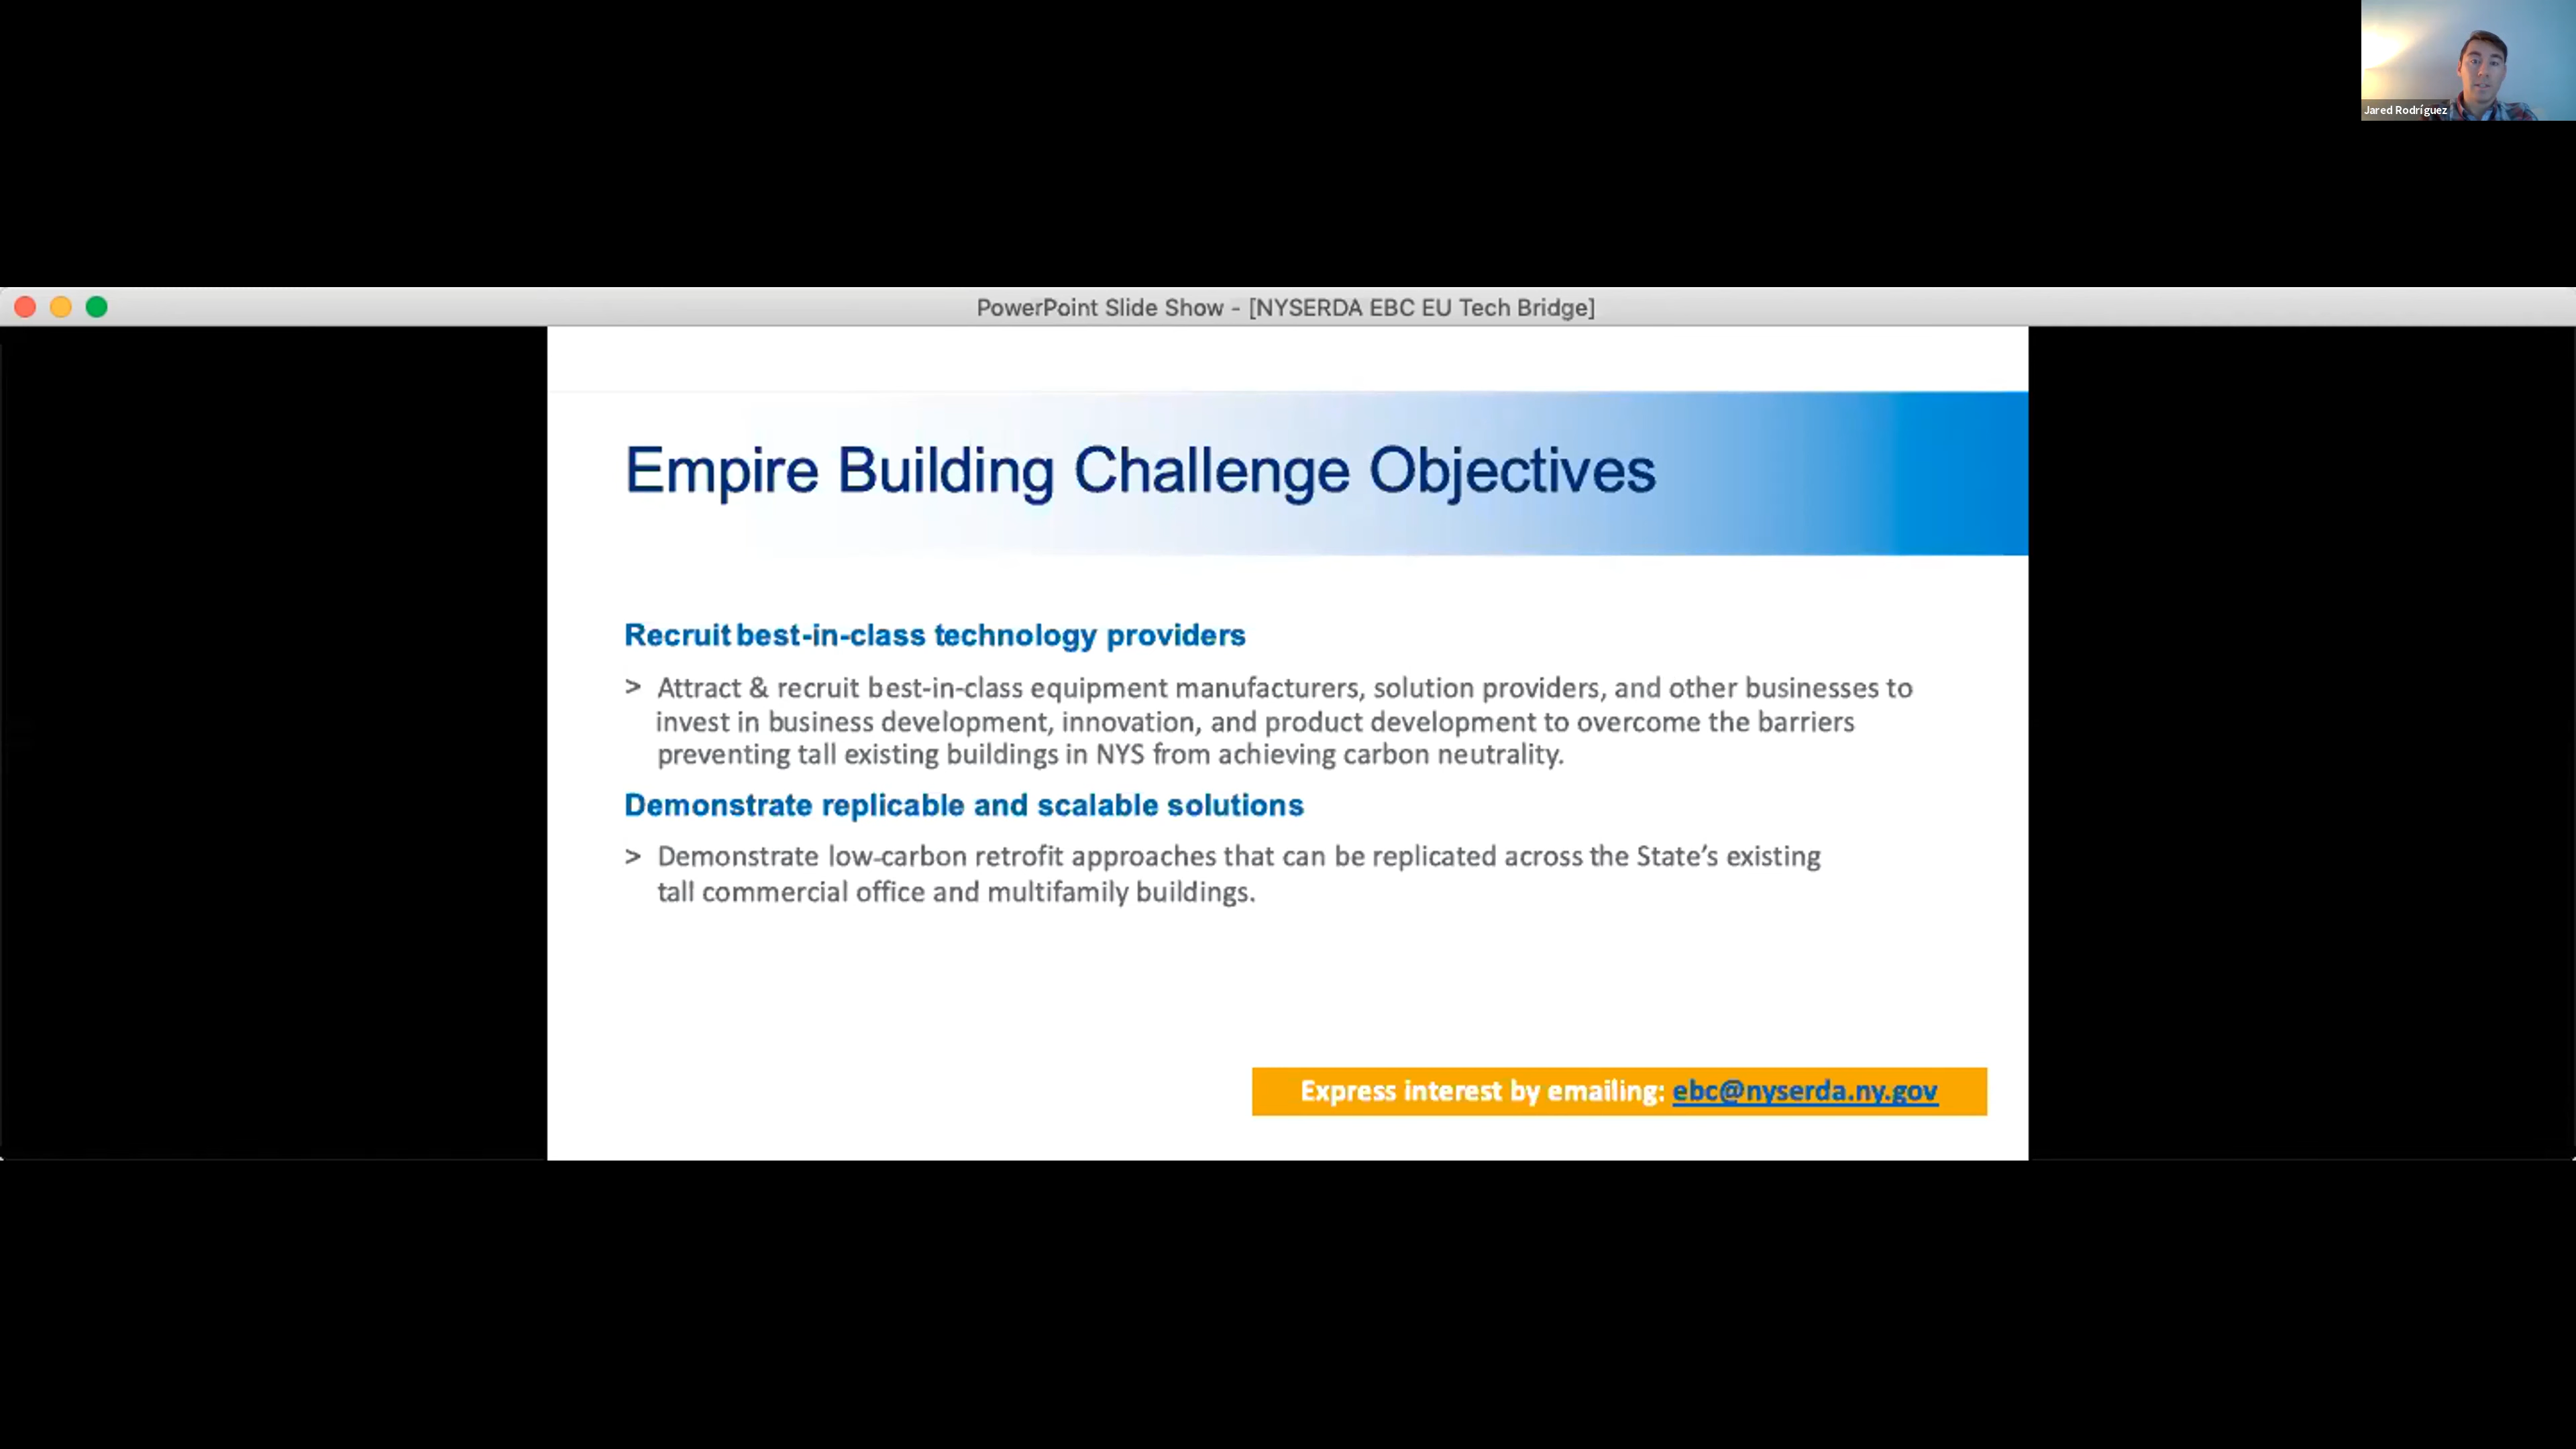 Jared Rodríguez
PowerPoint Slide Show - [NYSERDA EBC EU Tech Bridge]
Empire Building Challenge Objectives
Recruit best-in-class technology providers
> Attract & recruit best-in-class equipment manufacturers, solution providers, and other businesses to
invest in business development, innovation, and product development to overcome the barriers
preventing tall existing buildings in NYS from achieving carbon neutrality.
Demonstrate replicable and scalable solutions
> Demonstrate low-carbon retrofit approaches that can be replicated across the State’s existing
tall commercial office and multifamily buildings.
Express interest by emailing: ebc@nyserda.ny.gov